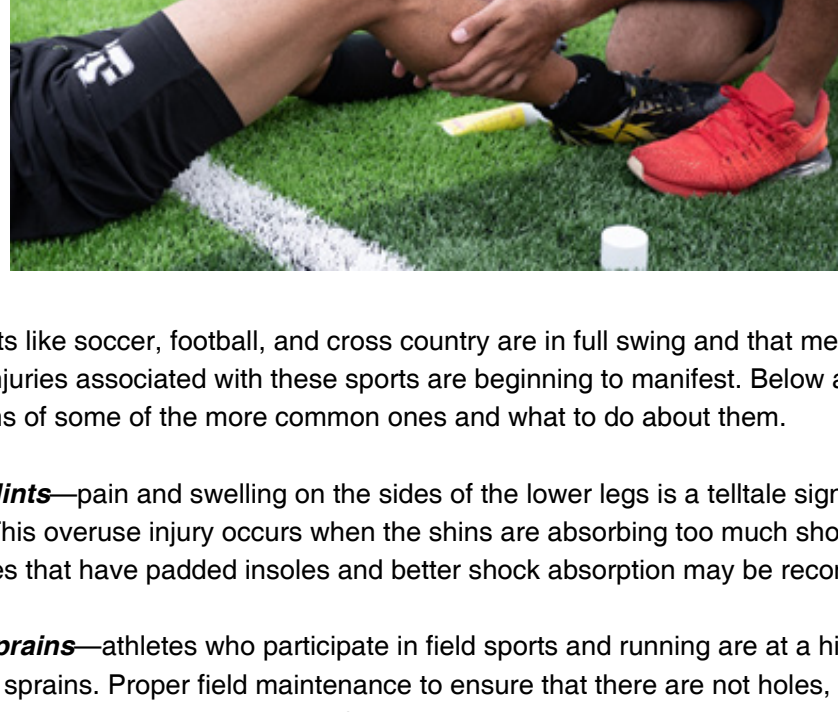 ts like soccer, football, and cross country are in full swing and that me
njuries associated with these sports are beginning to manifest. Below a
ns of some of the more common ones and what to do about them.
lints—pain and swelling on the sides of the lower legs is a telltale sign
This overuse injury occurs when the shins are absorbing too much sho
es that have padded insoles and better shock absorption may be recom
prains—athletes who participate in field sports and running are at a hi
sprains. Proper field maintenance to ensure that there are not holes,